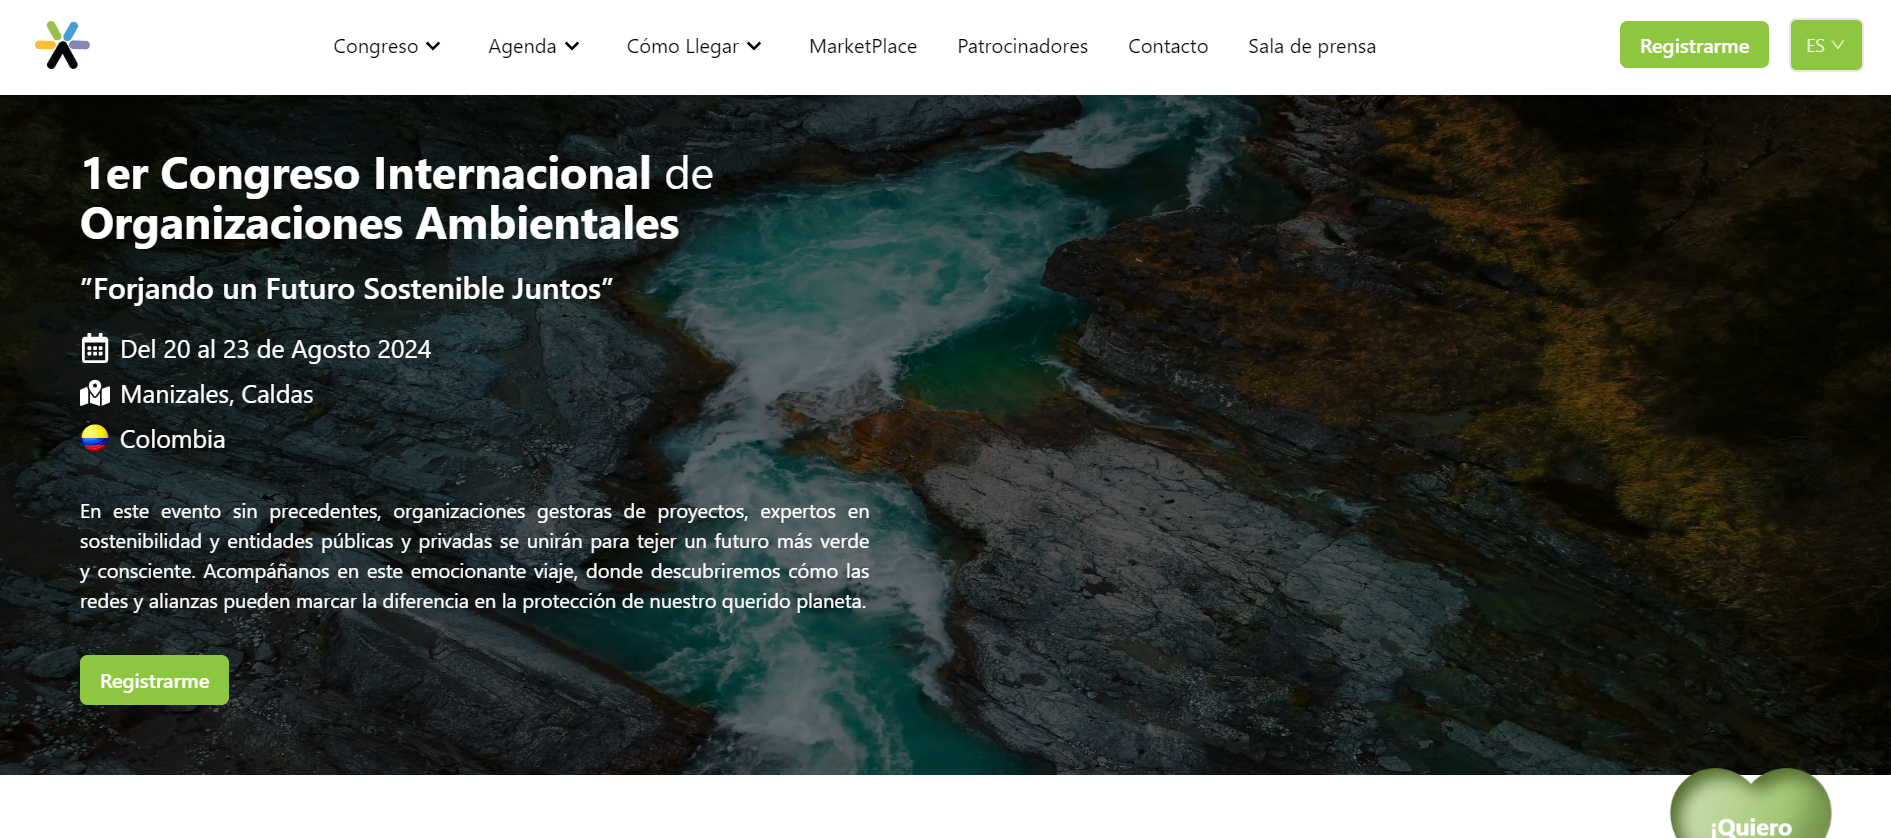 Congreso Agenda Cómo Llegar MarketPlace Patrocinadores Contacto Sala de prensa Registrarme ES
1er Congreso Internacional de
Organizaciones Ambientales
”Forjando un Futuro Sostenible Juntos”
Del 20 al 23 de Agosto 2024
Manizales, Caldas
Colombia
En este evento sin precedentes, organizaciones gestoras de proyectos, expertos en
sostenibilidad y entidades públicas y privadas se unirán para tejer un futuro más verde
y consciente. Acompáñanos en este emocionante viaje, donde descubriremos cómo las
redes y alianzas pueden marcar la diferencia en la protección de nuestro querido planeta.
Registrarme
¡Quiero